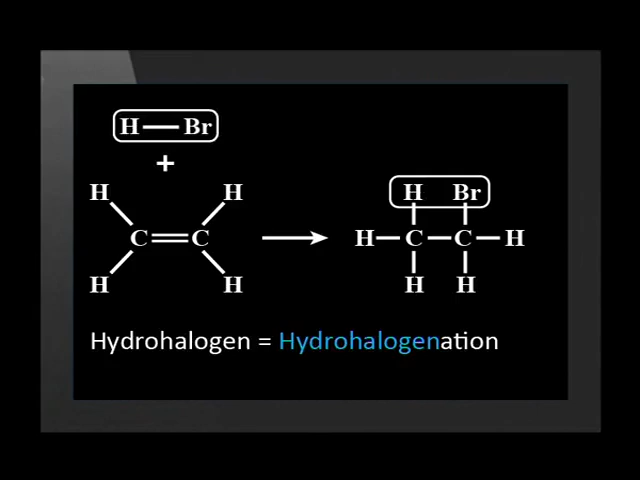 H — Br
+
H H H Br
C = C → H — C — C — H
H H H H
Hydrohalogen = Hydrohalogenation